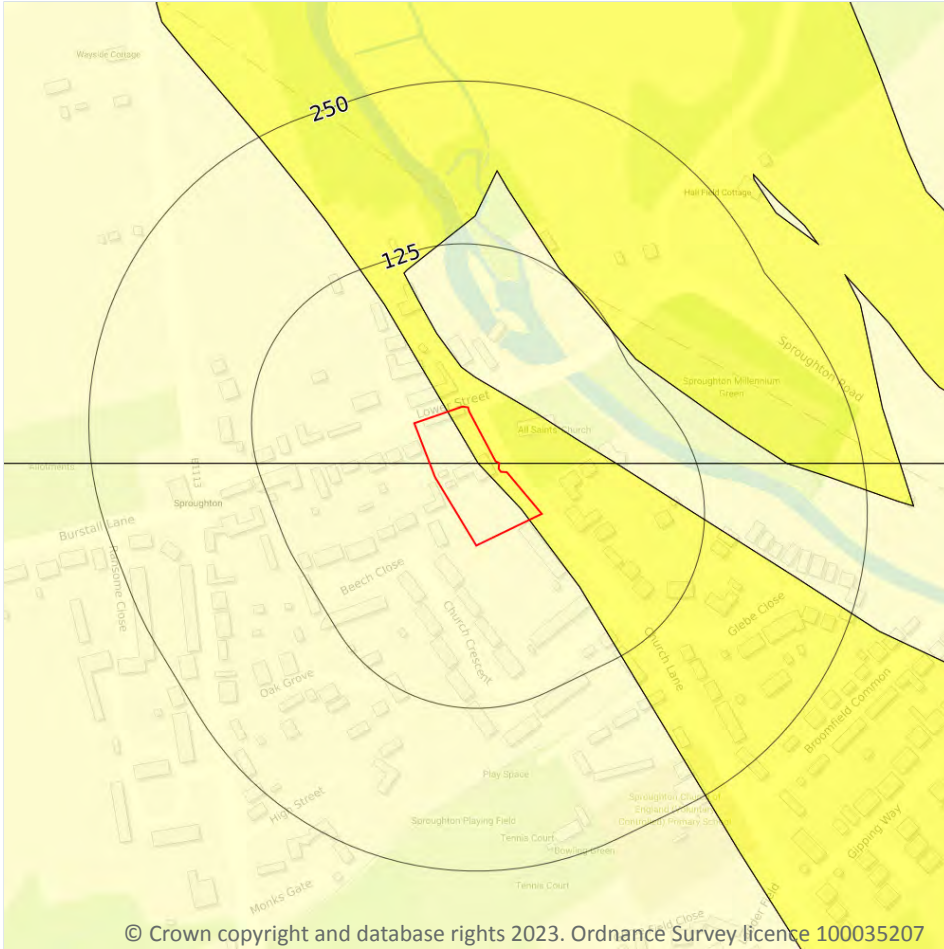 Wayside Cottage
250
Hall Field Cottage
125
Sproughton Road
Sproughton Millennium
Green
Lower Street
All Saints' Church
Allotments
B1113
Sproughton
Burstall Lane
Ransome Close
Beech Close
Church Crescent
Glebe Close
Church Lane
Oak Grove
Broomfield Common
Play Space
High Street
Sproughton Playing Field
Sproughton Church of
England
Primary
Tennis Court
Bowling Green
Gipping Way
Tennis Court
Monks Gate
Field Close
Field
© Crown copyright and database rights 2023. Ordnance Survey licence 100035207